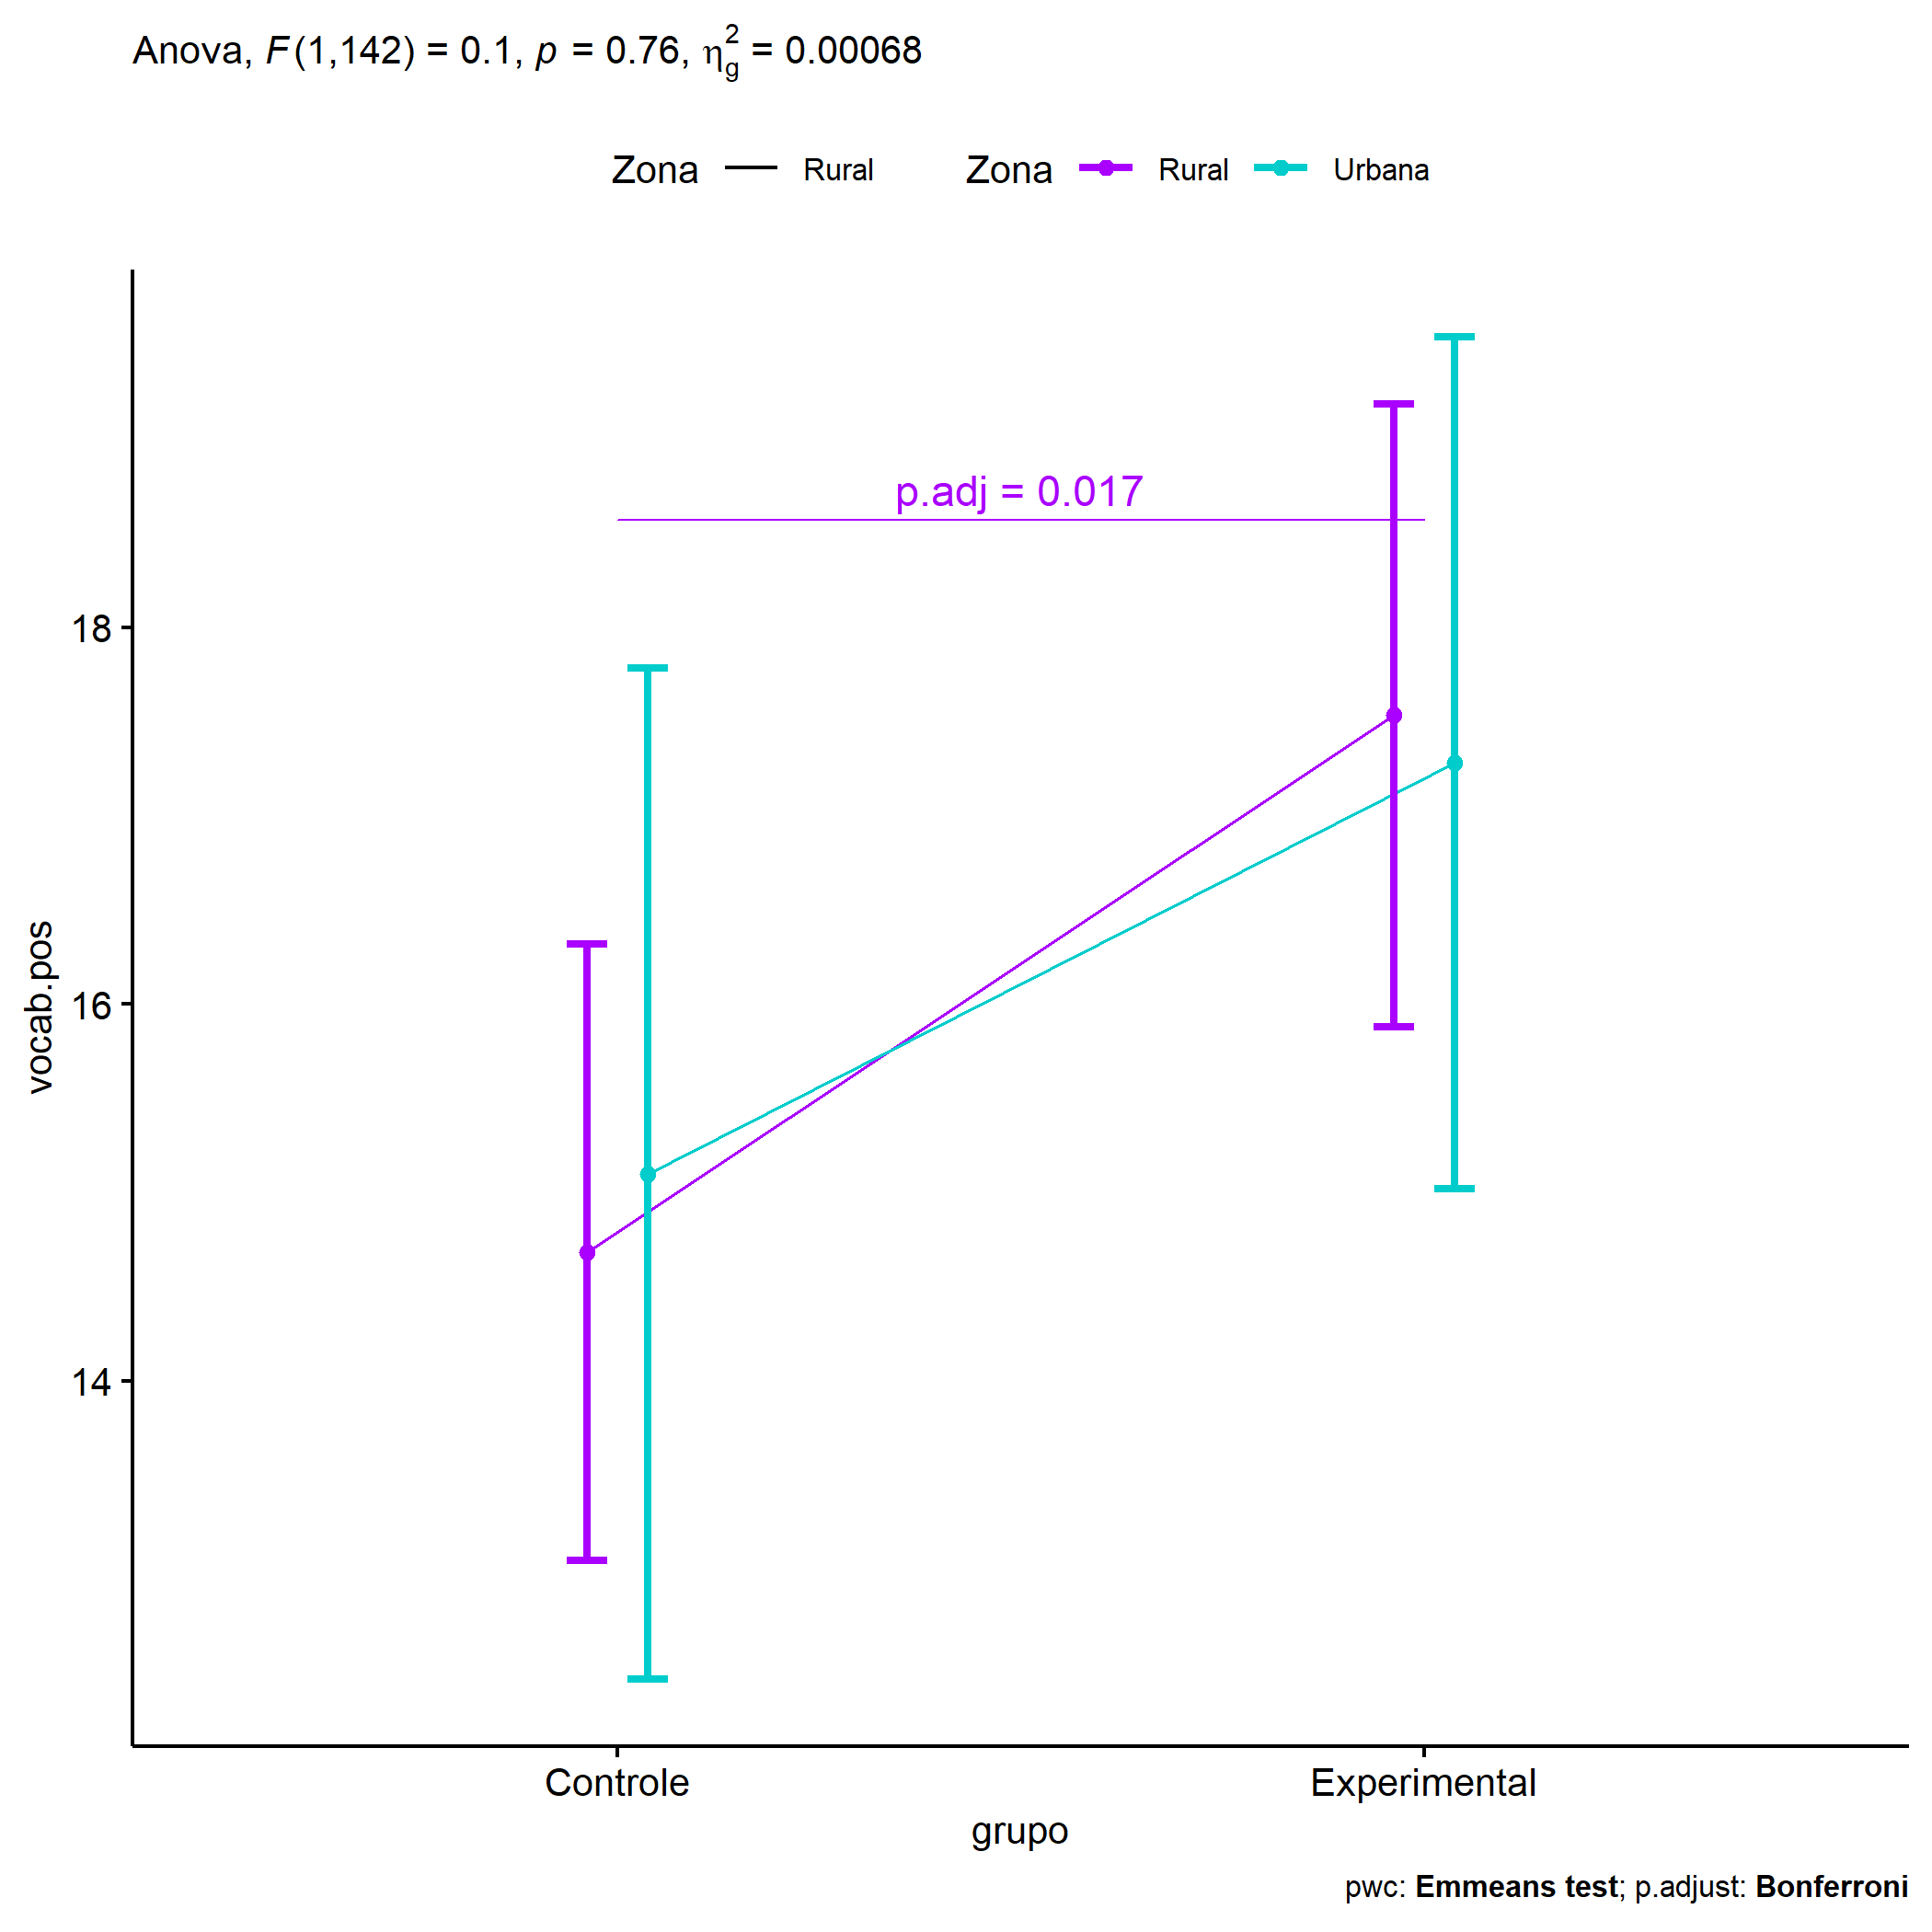 Anova, F(1,142) = 0.1, p = 0.76, η²g = 0.00068
Zona Rural Zona Rural Urbana
p.adj = 0.017
18
16
14
vocab.pos
Controle Experimental
grupo
pwc: Emmeans test; p.adjust: Bonferroni